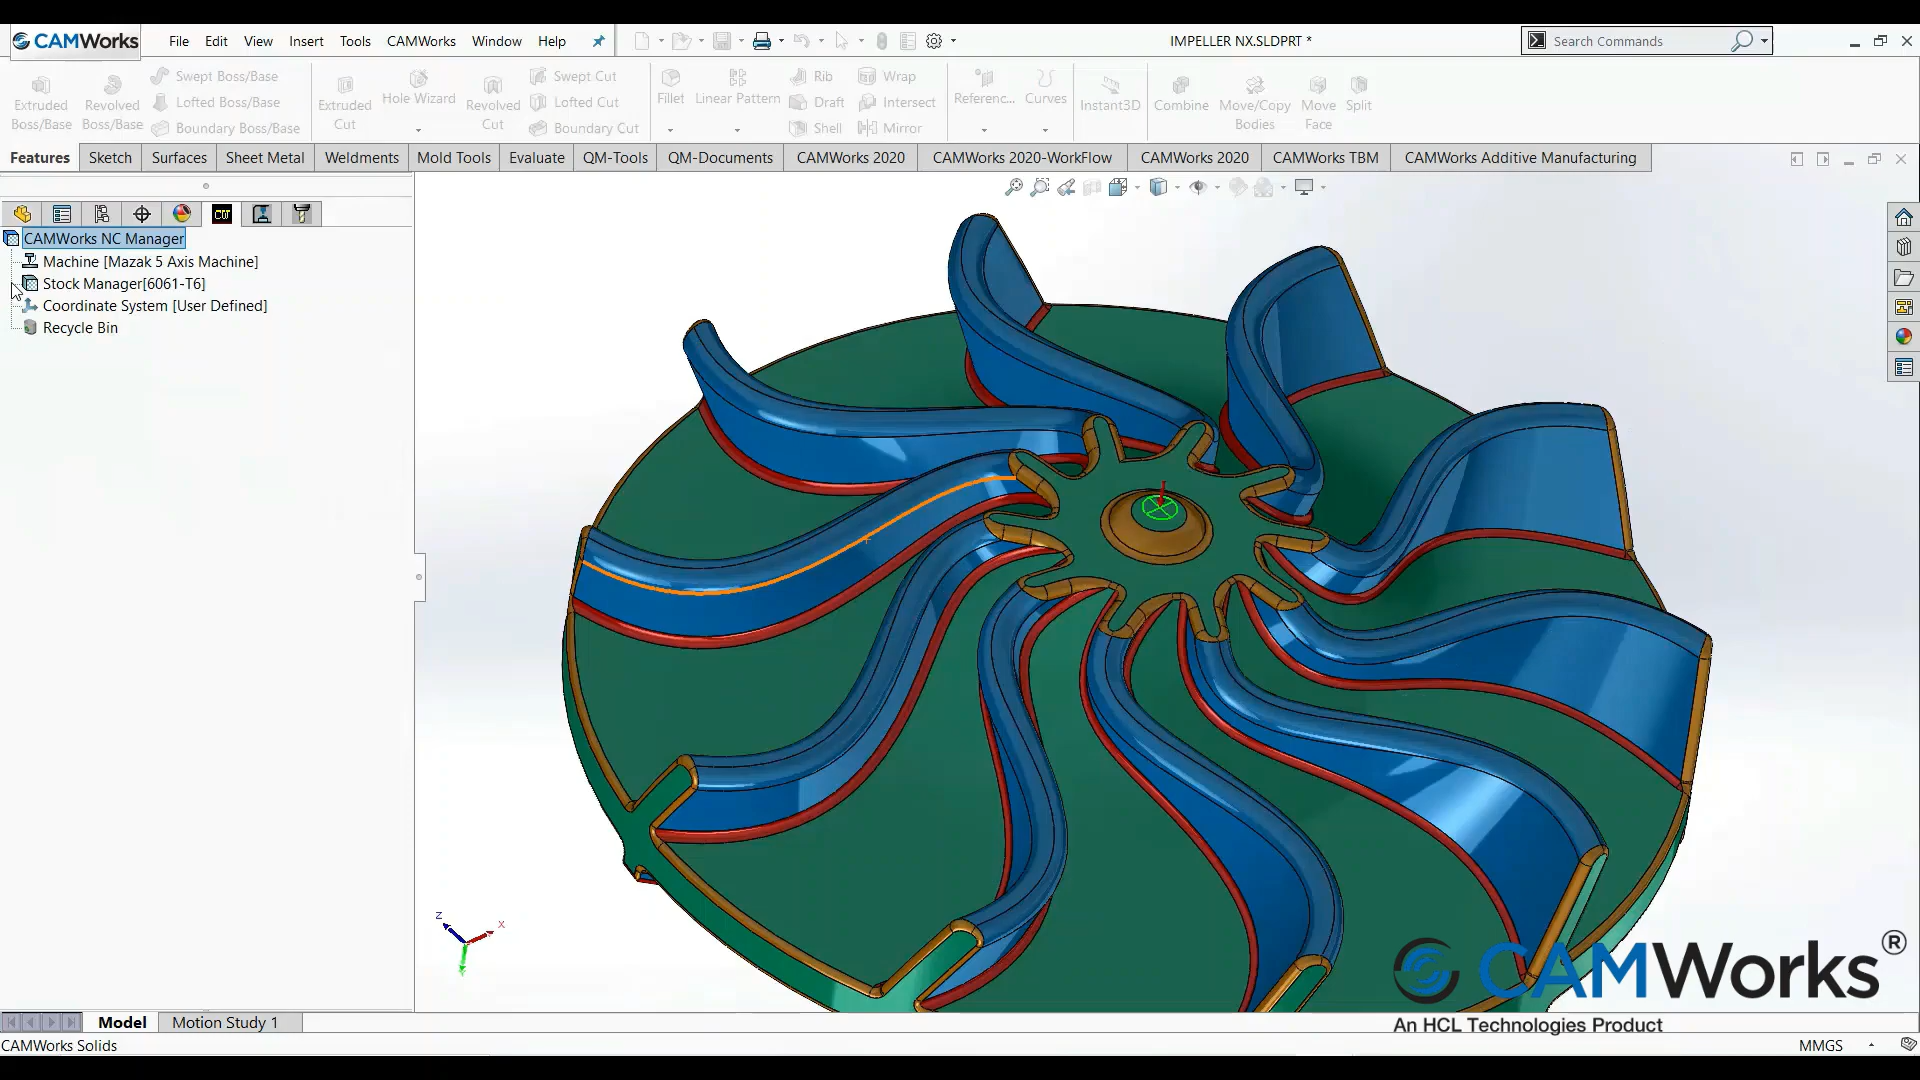 CAMWorks File Edit View Insert Tools CAMWorks Window Help IMPELLER NX.SLDPRT * Search Commands
Extruded Boss/Base
Revolved Boss/Base
Swept Boss/Base
Lofted Boss/Base
Boundary Boss/Base
Extruded Cut
Hole Wizard
Revolved Cut
Swept Cut
Lofted Cut
Boundary Cut
Fillet
Linear Pattern
Rib
Draft
Shell
Wrap
Intersect
Mirror
Referenc...
Curves
Instant3D
Combine
Move/Copy Bodies
Move Face
Split
Features Sketch Surfaces Sheet Metal Weldments Mold Tools Evaluate QM-Tools QM-Documents CAMWorks 2020 CAMWorks 2020-WorkFlow CAMWorks 2020 CAMWorks TBM CAMWorks Additive Manufacturing
CAMWorks NC Manager
Machine [Mazak 5 Axis Machine]
Stock Manager[6061-T6]
Coordinate System [User Defined]
Recycle Bin
Z
X
Y
CAMWorks®
An HCL Technologies Product
Model Motion Study 1
CAMWorks Solids MMGS